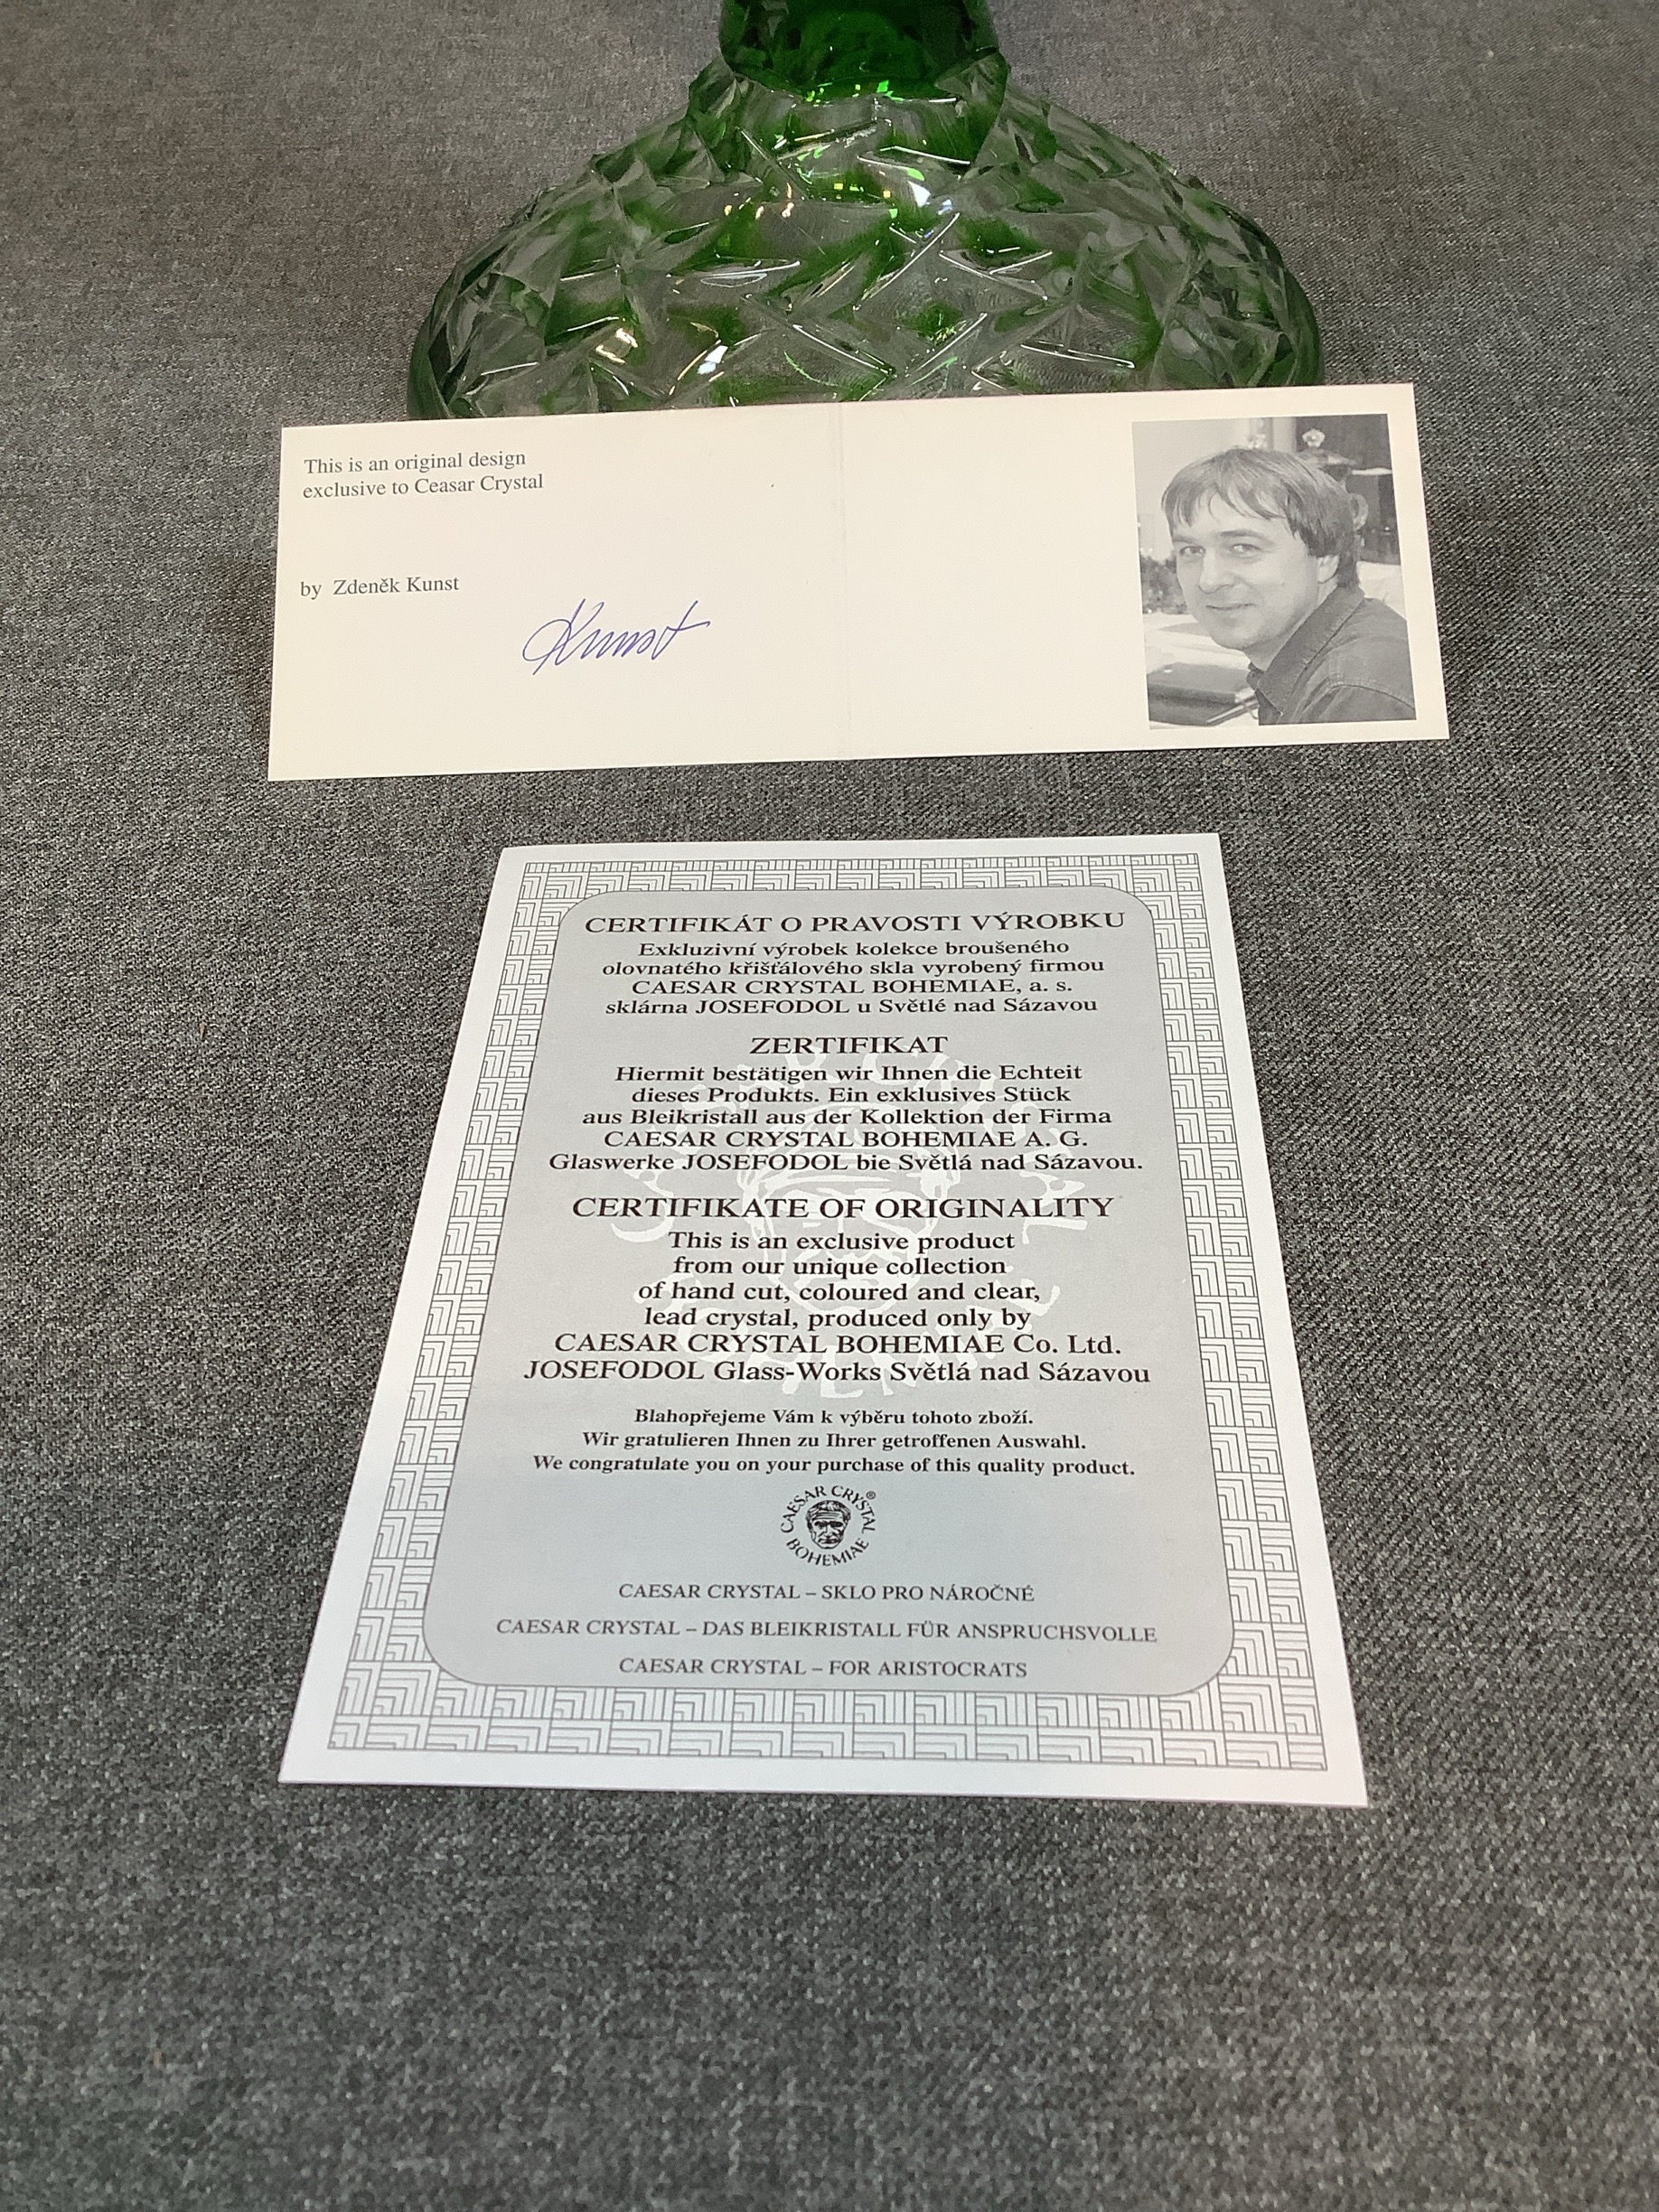 This is an original design
exclusive to Ceasar Crystal
by Zdeněk Kunst
Kunst
CERTIFIKÁT O PRAVOSTI VÝROBKU
Exkluzivní výrobek kolekce broušeného
olovnatého křišťálového skla vyrobený firmou
CAESAR CRYSTAL BOHEMIAE, a. s.
sklárna JOSEFODOL u Světlé nad Sázavou
ZERTIFIKAT
Hiermit bestätigen wir Ihnen die Echteit
dieses Produkts. Ein exklusives Stück
aus Bleikristall aus der Kollektion der Firma
CAESAR CRYSTAL BOHEMIAE A. G.
Glaswerke JOSEFODOL bie Světlá nad Sázavou.
CERTIFIKATE OF ORIGINALITY
This is an exclusive product
from our unique collection
of hand cut, coloured and clear,
lead crystal, produced only by
CAESAR CRYSTAL BOHEMIAE Co. Ltd.
JOSEFODOL Glass-Works Světlá nad Sázavou
Blahopřejeme Vám k výběru tohoto zboží.
Wir gratulieren Ihnen zu Ihrer getroffenen Auswahl.
We congratulate you on your purchase of this quality product.
CAESAR CRYSTAL®
BOHEMIAE
CAESAR CRYSTAL – SKLO PRO NÁROČNÉ
CAESAR CRYSTAL – DAS BLEIKRISTALL FÜR ANSPRUCHSVOLLE
CAESAR CRYSTAL – FOR ARISTOCRATS